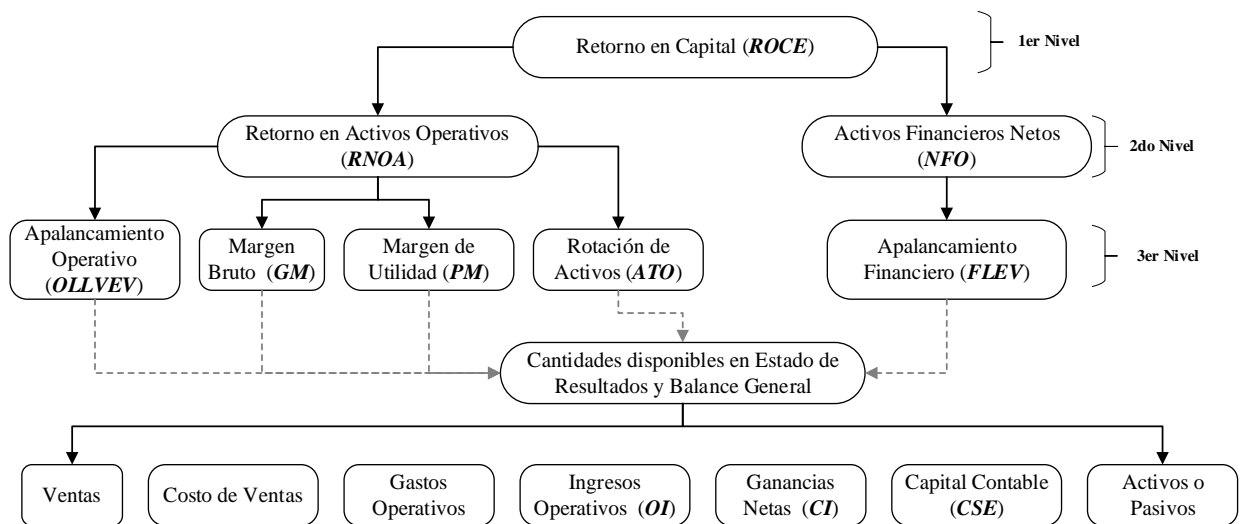 Retorno en Capital (ROCE)
1er Nivel
Retorno en Activos Operativos
(RNOA)
Activos Financieros Netos
(NFO)
2do Nivel
Apalancamiento
Operativo
(OLLVEV)
Margen
Bruto (GM)
Margen de
Utilidad (PM)
Rotación de
Activos (ATO)
Apalancamiento
Financiero (FLEV)
3er Nivel
Cantidades disponibles en Estado de
Resultados y Balance General
Ventas
Costo de Ventas
Gastos
Operativos
Ingresos
Operativos (OI)
Ganancias
Netas (CI)
Capital Contable
(CSE)
Activos o
Pasivos